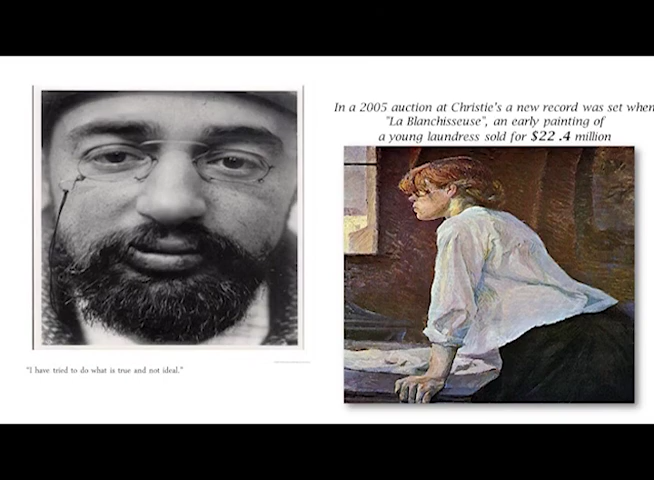 In a 2005 auction at Christie's a new record was set when
"La Blanchisseuse", an early painting of
a young laundress sold for $22 .4 million
"I have tried to do what is true and not ideal."